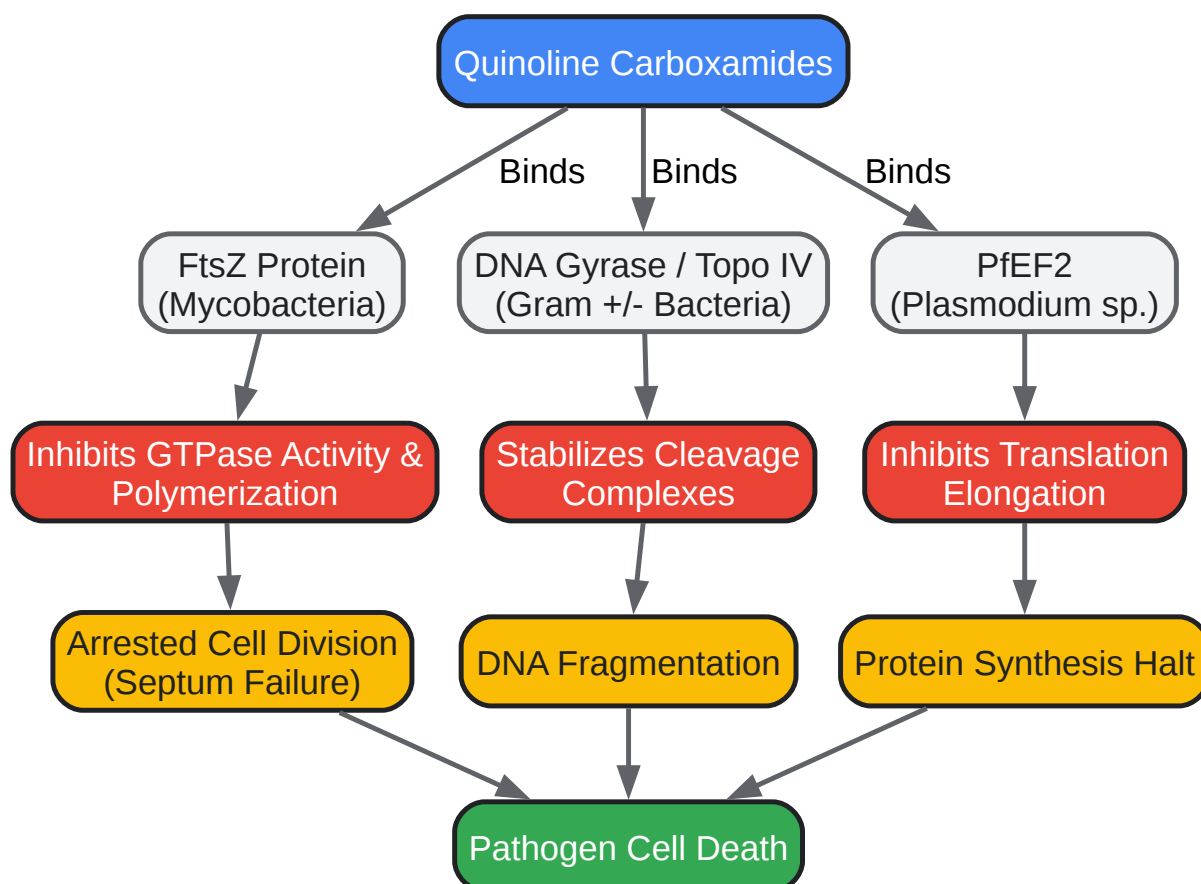 Quinoline Carboxamides
Binds
Binds
Binds
FtsZ Protein
(Mycobacteria)
DNA Gyrase / Topo IV
(Gram +/- Bacteria)
PfEF2
(Plasmodium sp.)
Inhibits GTPase Activity &
Polymerization
Stabilizes Cleavage
Complexes
Inhibits Translation
Elongation
Arrested Cell Division
(Septum Failure)
DNA Fragmentation
Protein Synthesis Halt
Pathogen Cell Death